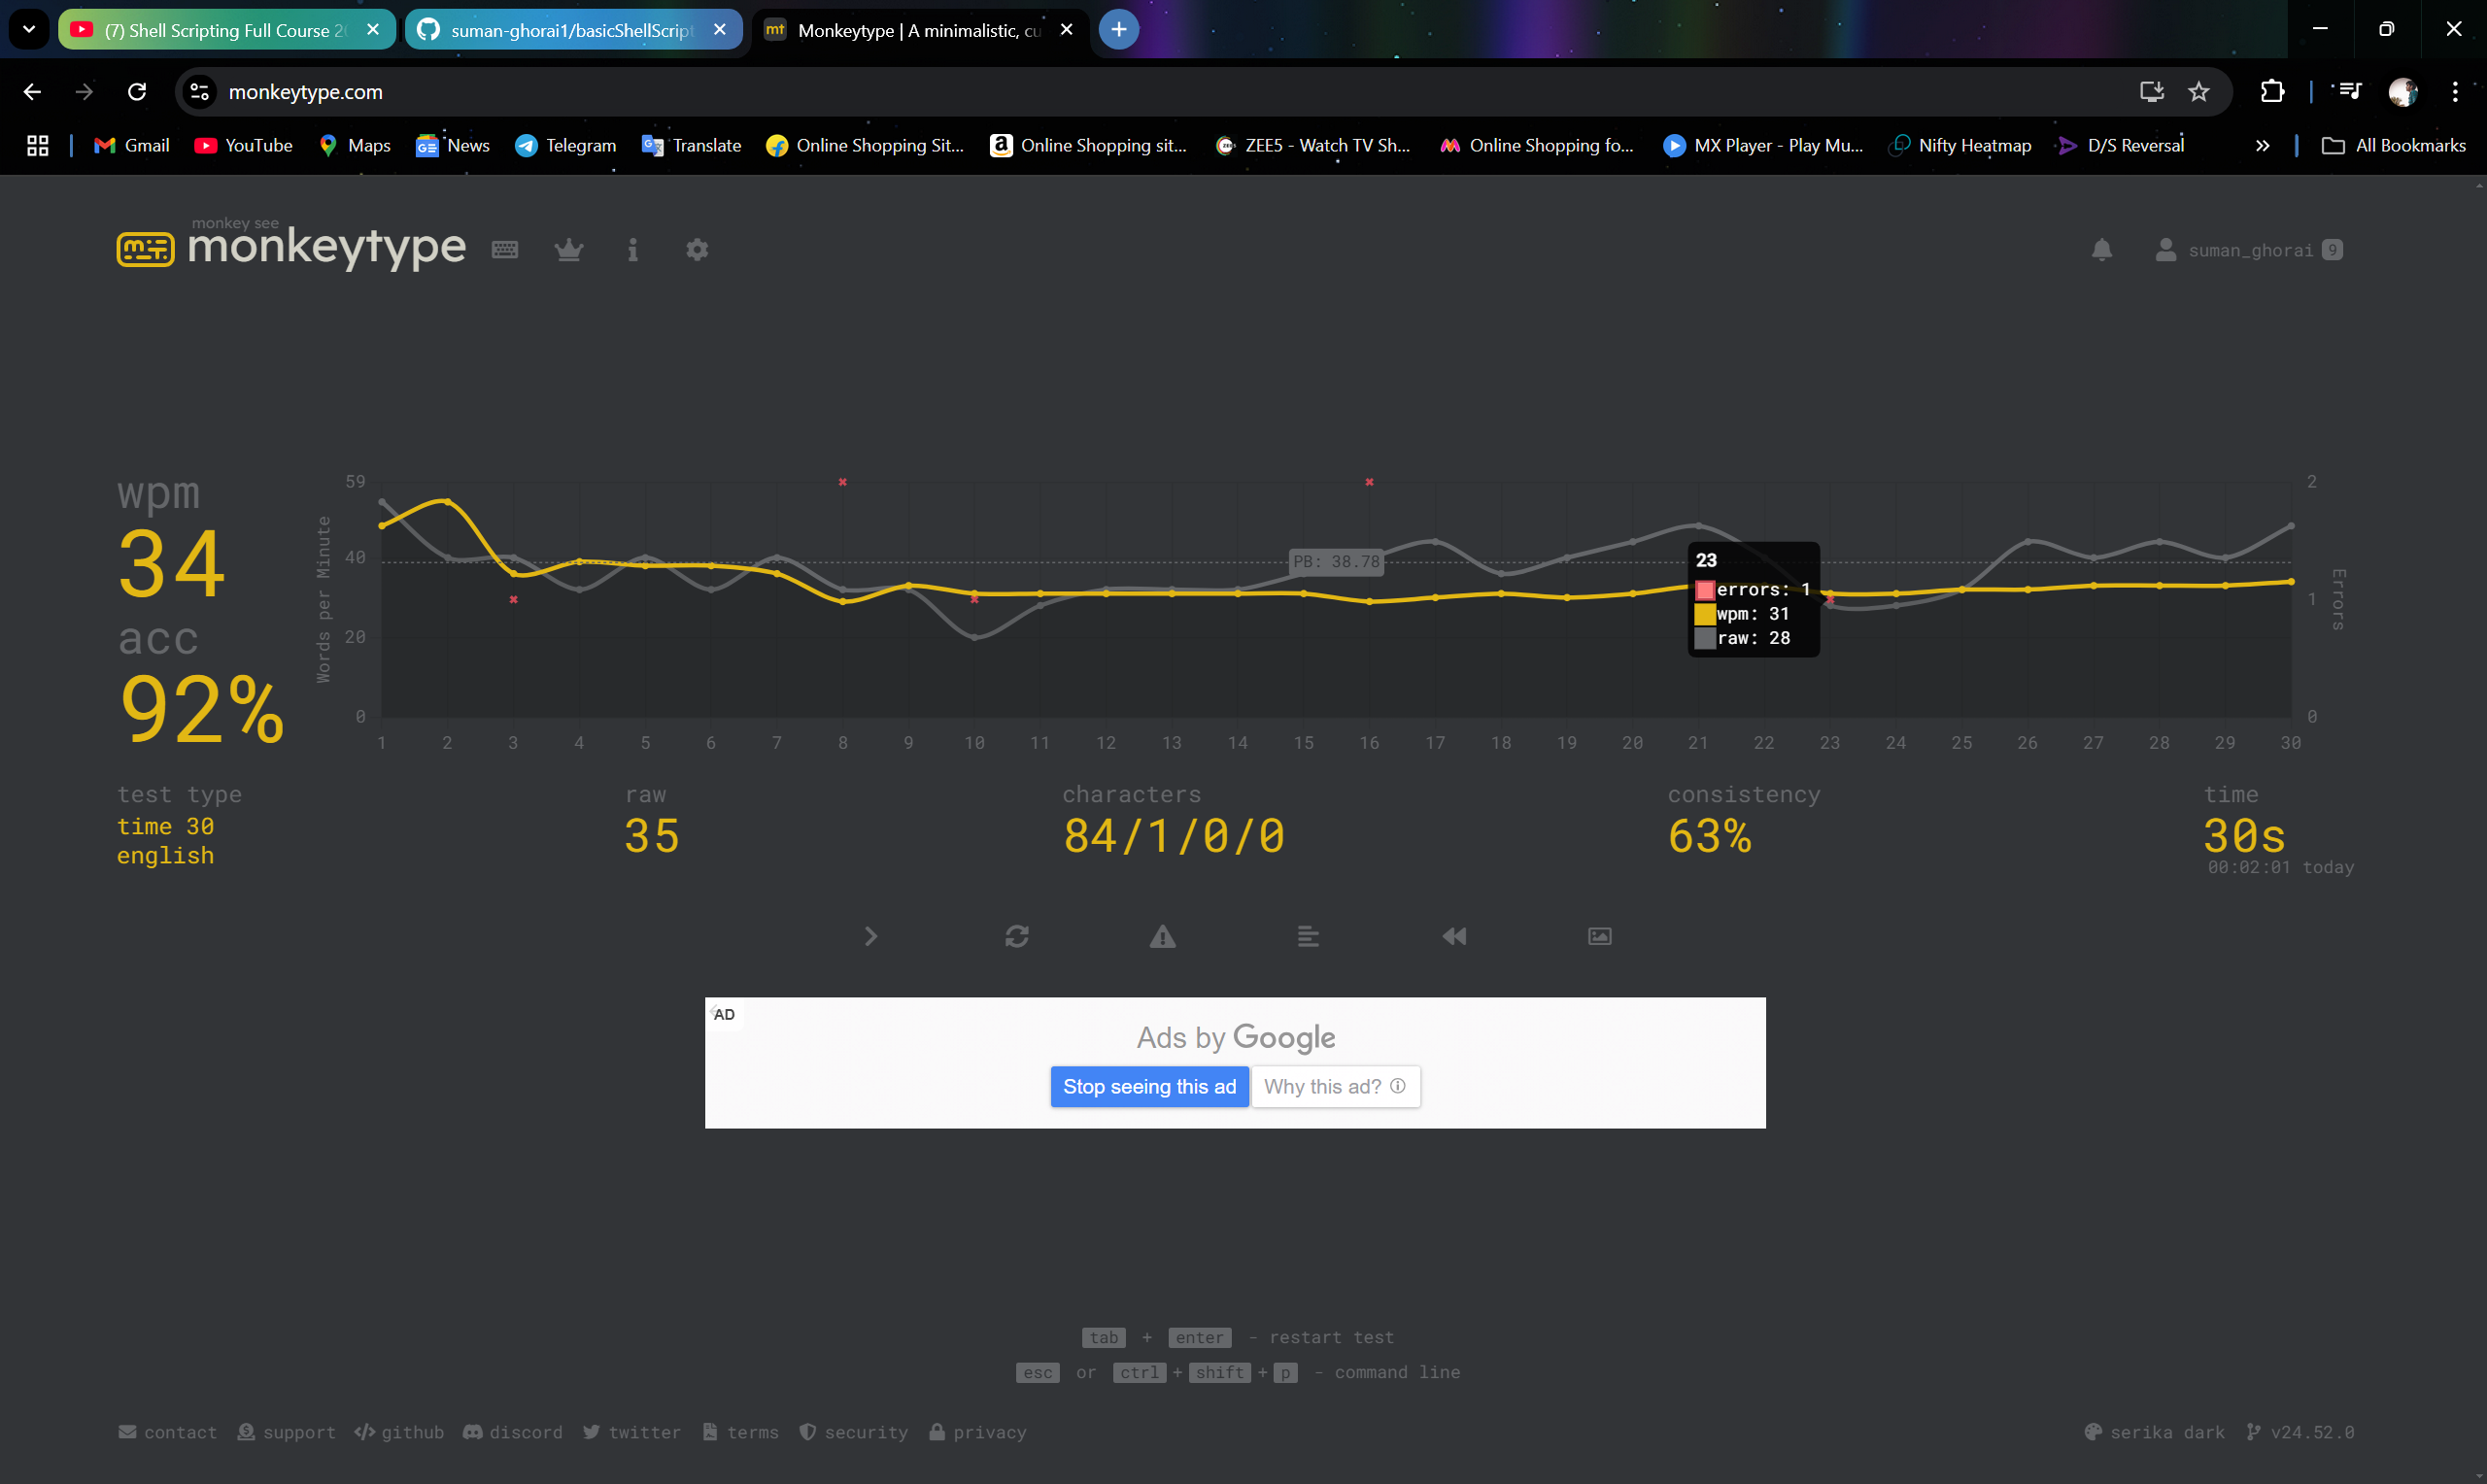 (7) Shell Scripting Full Course 20
suman-ghorai1/basicShellScript
Monkeytype | A minimalistic, cu
monkeytype.com
Gmail YouTube Maps News Telegram Translate Online Shopping Sit... Online Shopping sit... ZEE5 - Watch TV Sh... Online Shopping fo... MX Player - Play Mu... Nifty Heatmap D/S Reversal All Bookmarks
monkey see
monkeytype
suman_ghorai 9
wpm
34
acc
92%
Words per Minute
59
40
20
0
PB: 38.78
23
errors: 1
wpm: 31
raw: 28
2
1
0
Errors
1 2 3 4 5 6 7 8 9 10 11 12 13 14 15 16 17 18 19 20 21 22 23 24 25 26 27 28 29 30
test type
time 30
english
raw
35
characters
84/1/0/0
consistency
63%
time
30s
00:02:01 today
AD
Ads by Google
Stop seeing this ad
Why this ad?
tab + enter - restart test
esc or ctrl + shift + p - command line
contact support github discord twitter terms security privacy
serika dark v24.52.0